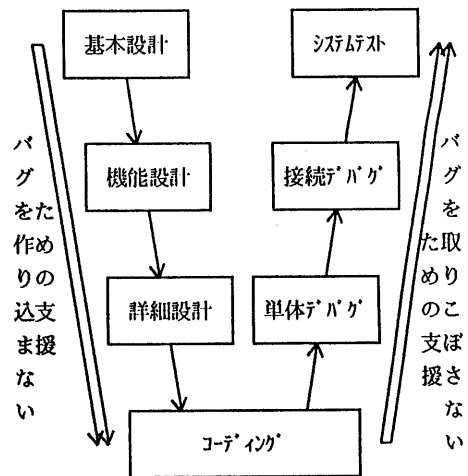 基本設計
システムテスト
機能設計
接続デバグ
詳細設計
単体デバグ
コーディング
バグを作り込まない
ための支援
バグを取りこぼさない
ための支援